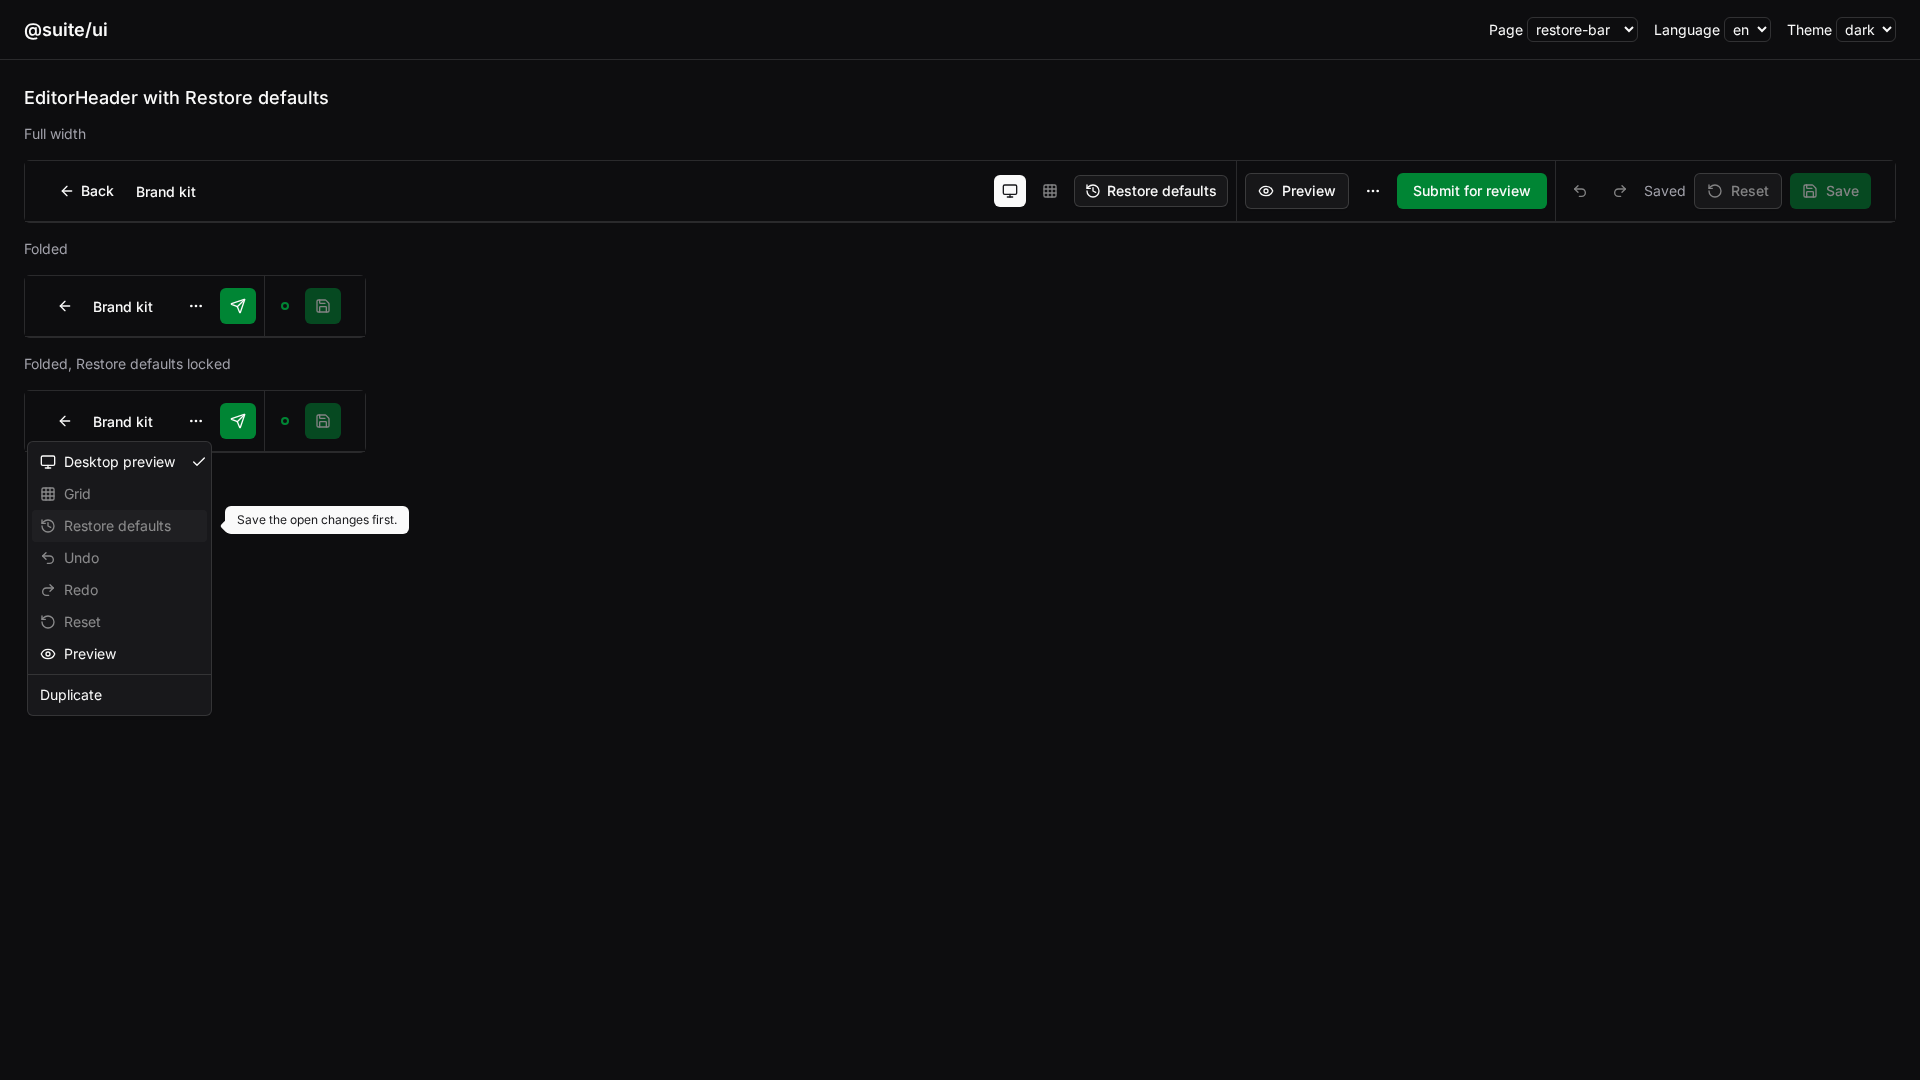 @suite/ui
Page restore-bar Language en Theme dark
EditorHeader with Restore defaults
Full width
Back Brand kit Restore defaults Preview Submit for review Saved Reset Save
Folded
Brand kit
Folded, Restore defaults locked
Brand kit
Desktop preview
Grid
Restore defaults
Save the open changes first.
Undo
Redo
Reset
Preview
Duplicate